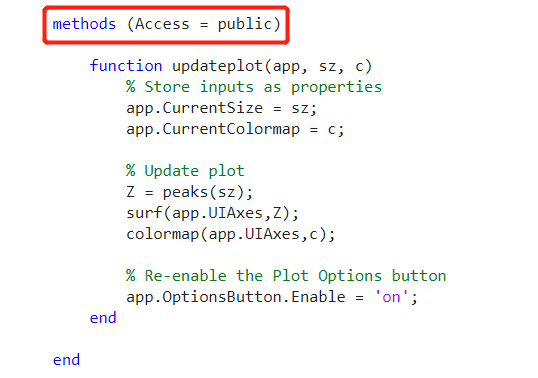 methods (Access = public)
function updateplot(app, sz, c)
% Store inputs as properties
app.CurrentSize = sz;
app.CurrentColormap = c;
% Update plot
Z = peaks(sz);
surf(app.UIAxes,Z);
colormap(app.UIAxes,c);
% Re-enable the Plot Options button
app.OptionsButton.Enable = 'on';
end
end